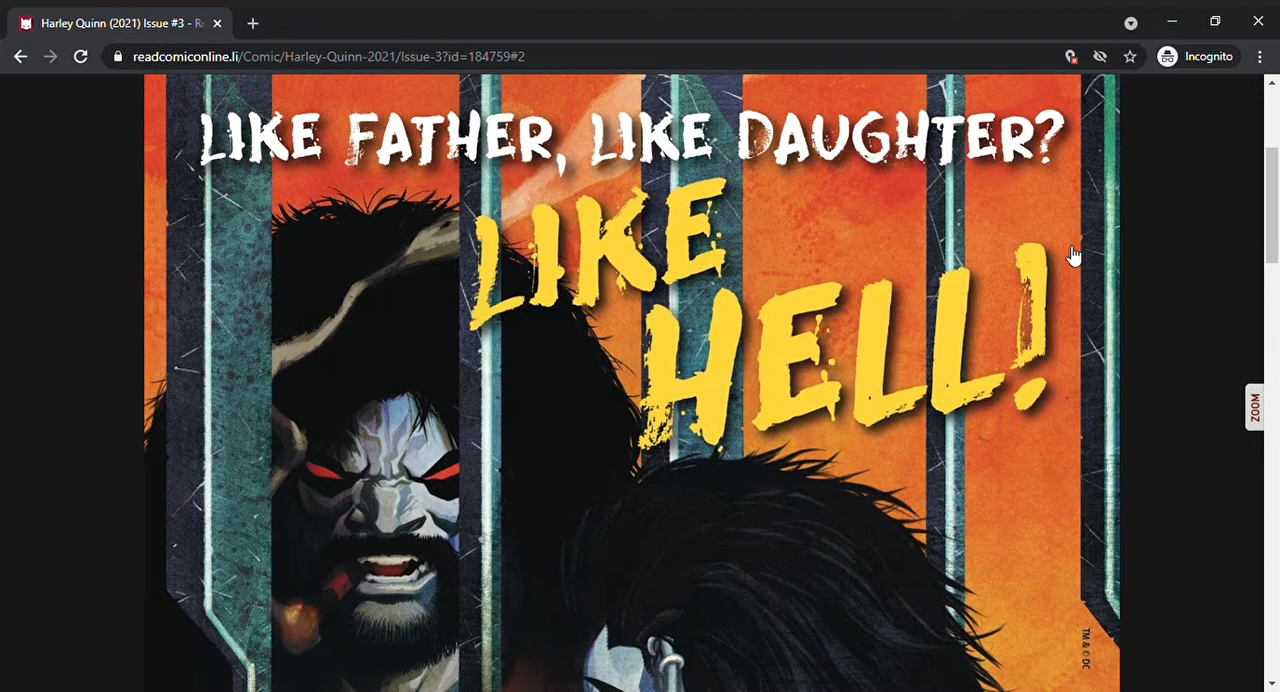 Harley Quinn (2021) Issue #3 - Re
readcomiconline.li/Comic/Harley-Quinn-2021/Issue-3?id=184759#2
Incognito
LIKE FATHER, LIKE DAUGHTER?
LIKE
HELL!
ZOOM
TM & © DC